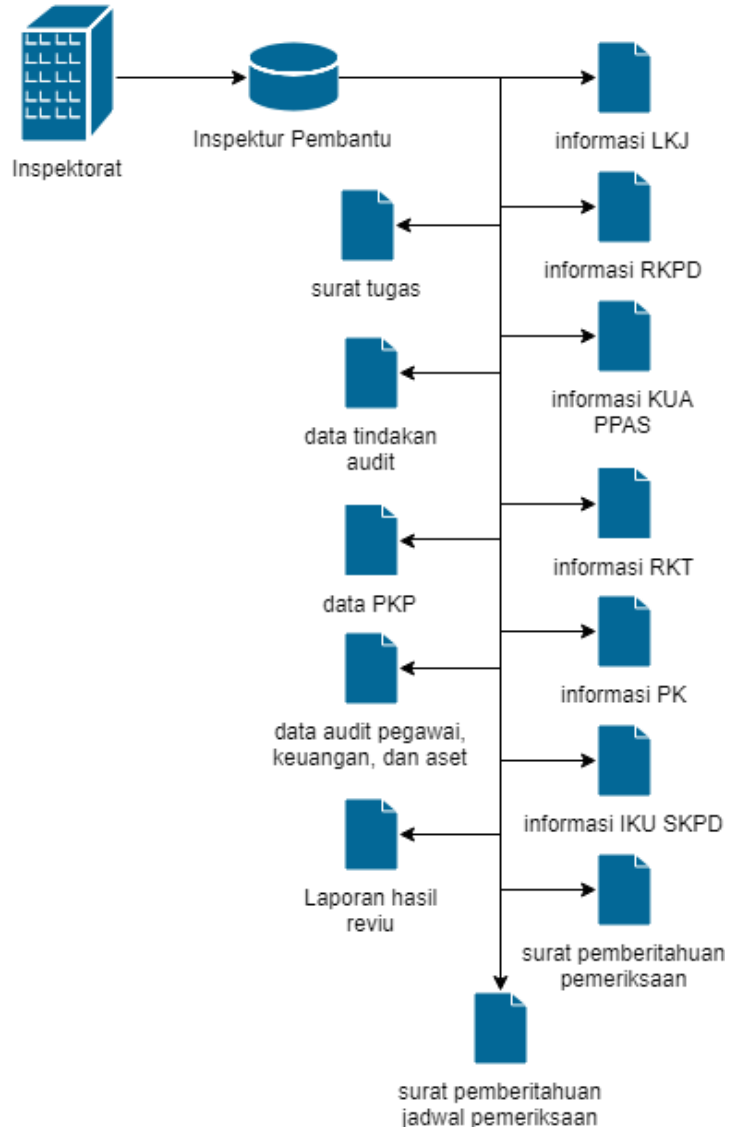 Inspektorat
Inspektur Pembantu
informasi LKJ
informasi RKPD
surat tugas
informasi KUA
PPAS
data tindakan
audit
informasi RKT
data PKP
informasi PK
data audit pegawai,
keuangan, dan aset
informasi IKU SKPD
Laporan hasil
reviu
surat pemberitahuan
pemeriksaan
surat pemberitahuan
jadwal pemeriksaan